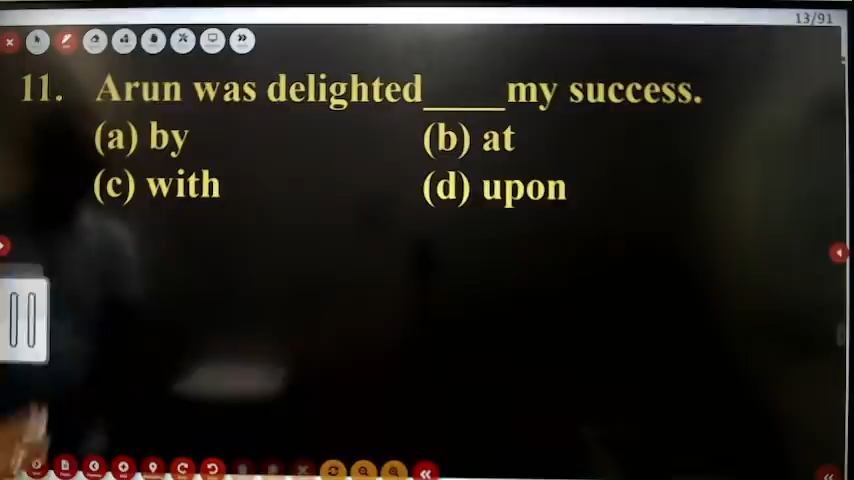 13/91
11. Arun was delighted____my success.
(a) by (b) at
(c) with (d) upon